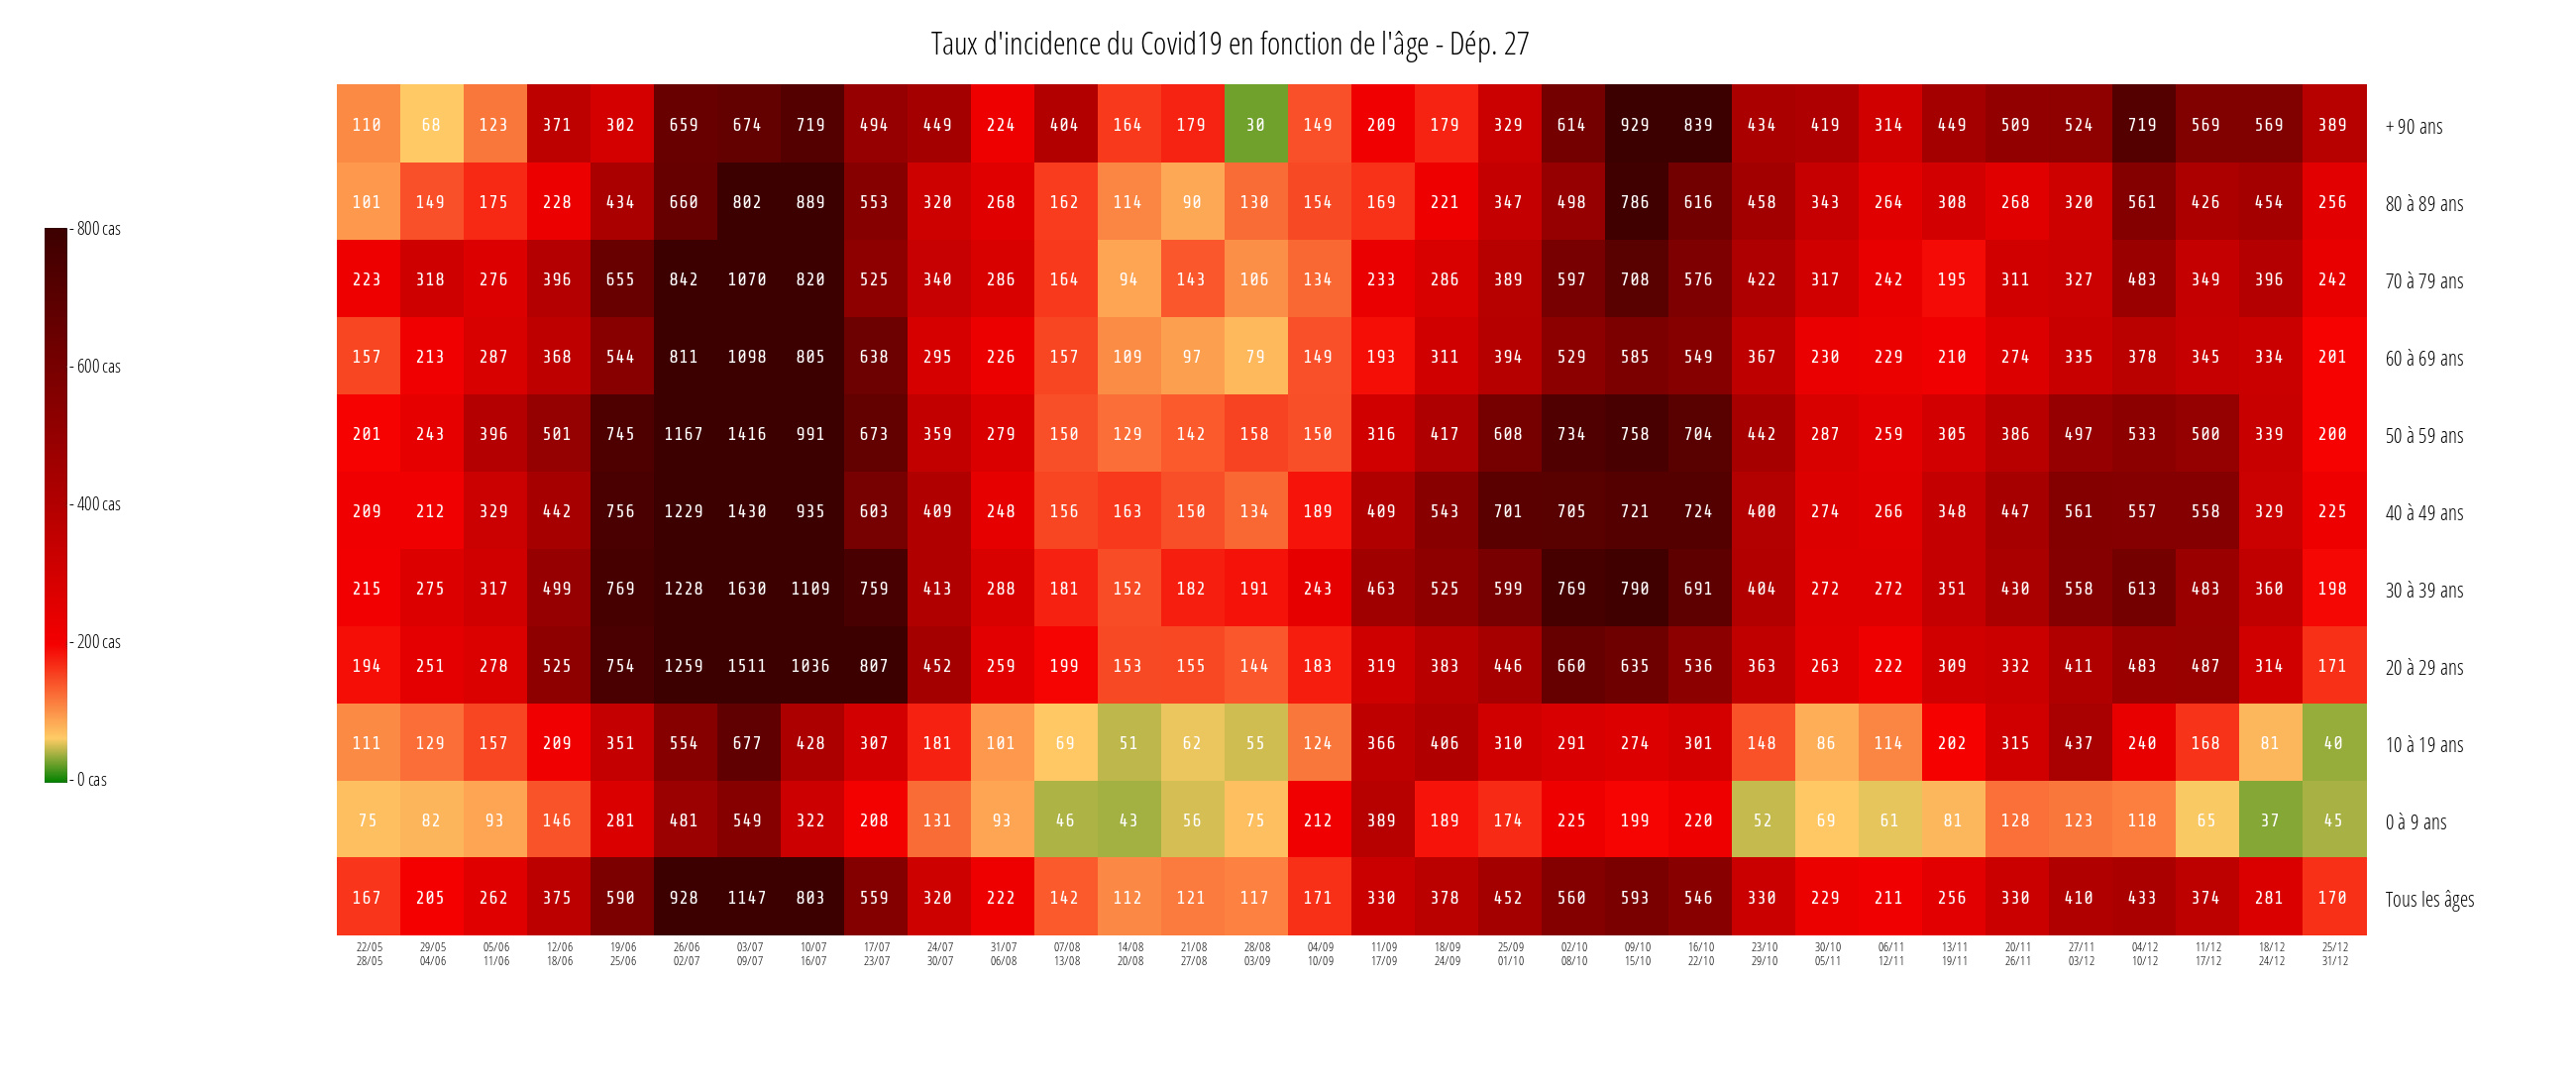 Taux d'incidence du Covid19 en fonction de l'âge - Dép. 27
110 68 123 371 302 659 674 719 494 449 224 404 164 179 30 149 209 179 329 614 929 839 434 419 314 449 509 524 719 569 569 389 + 90 ans
101 149 175 228 434 660 802 889 553 320 268 162 114 90 130 154 169 221 347 498 786 616 458 343 264 308 268 320 561 426 454 256 80 à 89 ans
- 800 cas
223 318 276 396 655 842 1070 820 525 340 286 164 94 143 106 134 233 286 389 597 708 576 422 317 242 195 311 327 483 349 396 242 70 à 79 ans
157 213 287 368 544 811 1098 805 638 295 226 157 109 97 79 149 193 311 394 529 585 549 367 230 229 210 274 335 378 345 334 201 60 à 69 ans
- 600 cas
201 243 396 501 745 1167 1416 991 673 359 279 150 129 142 158 150 316 417 608 734 758 704 442 287 259 305 386 497 533 500 339 200 50 à 59 ans
- 400 cas
209 212 329 442 756 1229 1430 935 603 409 248 156 163 150 134 189 409 543 701 705 721 724 400 274 266 348 447 561 557 558 329 225 40 à 49 ans
215 275 317 499 769 1228 1630 1109 759 413 288 181 152 182 191 243 463 525 599 769 790 691 404 272 272 351 430 558 613 483 360 198 30 à 39 ans
- 200 cas
194 251 278 525 754 1259 1511 1036 807 452 259 199 153 155 144 183 319 383 446 660 635 536 363 263 222 309 332 411 483 487 314 171 20 à 29 ans
111 129 157 209 351 554 677 428 307 181 101 69 51 62 55 124 366 406 310 291 274 301 148 86 114 202 315 437 240 168 81 40 10 à 19 ans
- 0 cas
75 82 93 146 281 481 549 322 208 131 93 46 43 56 75 212 389 189 174 225 199 220 52 69 61 81 128 123 118 65 37 45 0 à 9 ans
167 205 262 375 590 928 1147 803 559 320 222 142 112 121 117 171 330 378 452 560 593 546 330 229 211 256 330 410 433 374 281 170 Tous les âges
22/05 29/05 05/06 12/06 19/06 26/06 03/07 10/07 17/07 24/07 31/07 07/08 14/08 21/08 28/08 04/09 11/09 18/09 25/09 02/10 09/10 16/10 23/10 30/10 06/11 13/11 20/11 27/11 04/12 11/12 18/12 25/12
28/05 04/06 11/06 18/06 25/06 02/07 09/07 16/07 23/07 30/07 06/08 13/08 20/08 27/08 03/09 10/09 17/09 24/09 01/10 08/10 15/10 22/10 29/10 05/11 12/11 19/11 26/11 03/12 10/12 17/12 24/12 31/12